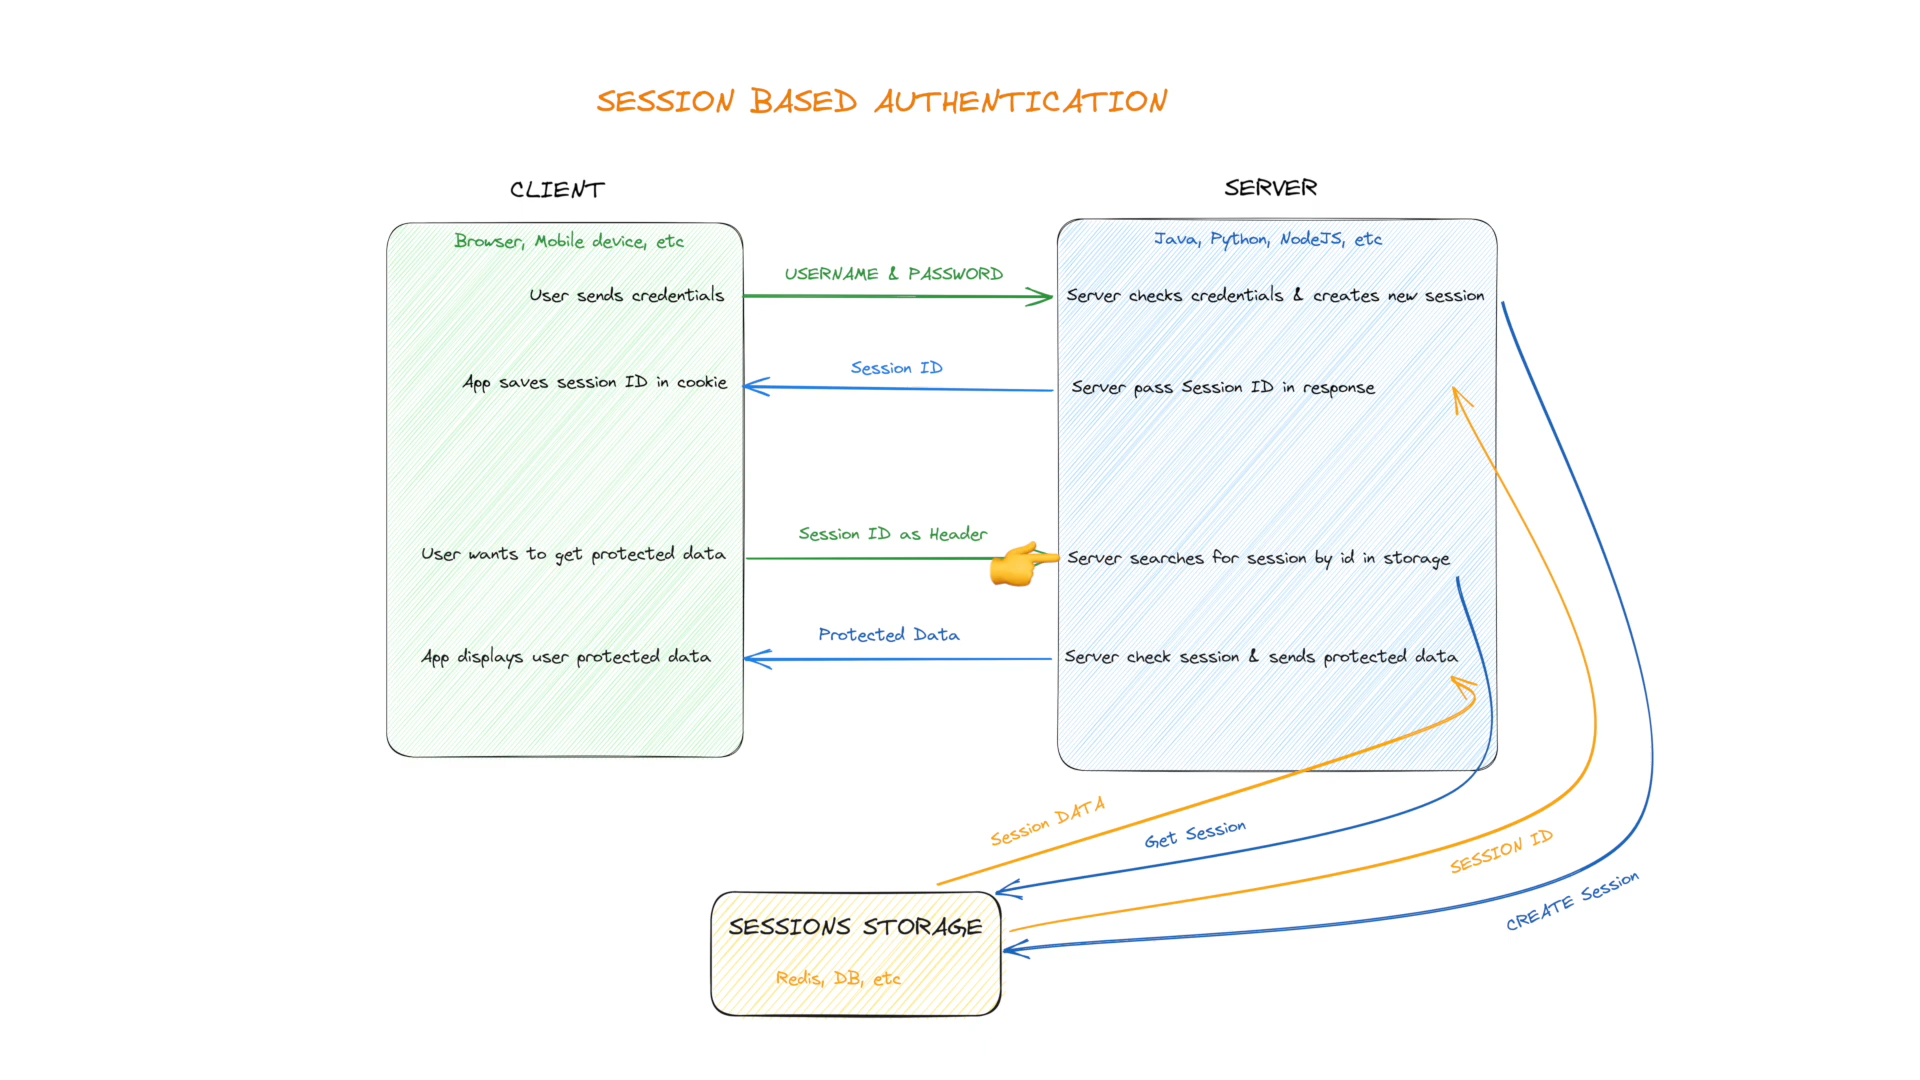 SESSION BASED AUTHENTICATION
CLIENT
SERVER
Browser, Mobile device, etc
Java, Python, NodeJS, etc
USERNAME & PASSWORD
User sends credentials
Server checks credentials & creates new session
Session ID
App saves session ID in cookie
Server pass Session ID in response
Session ID as Header
User wants to get protected data
Server searches for session by id in storage
Protected Data
App displays user protected data
Server check session & sends protected data
Session DATA
Get Session
SESSION ID
CREATE Session
SESSIONS STORAGE
Redis, DB, etc